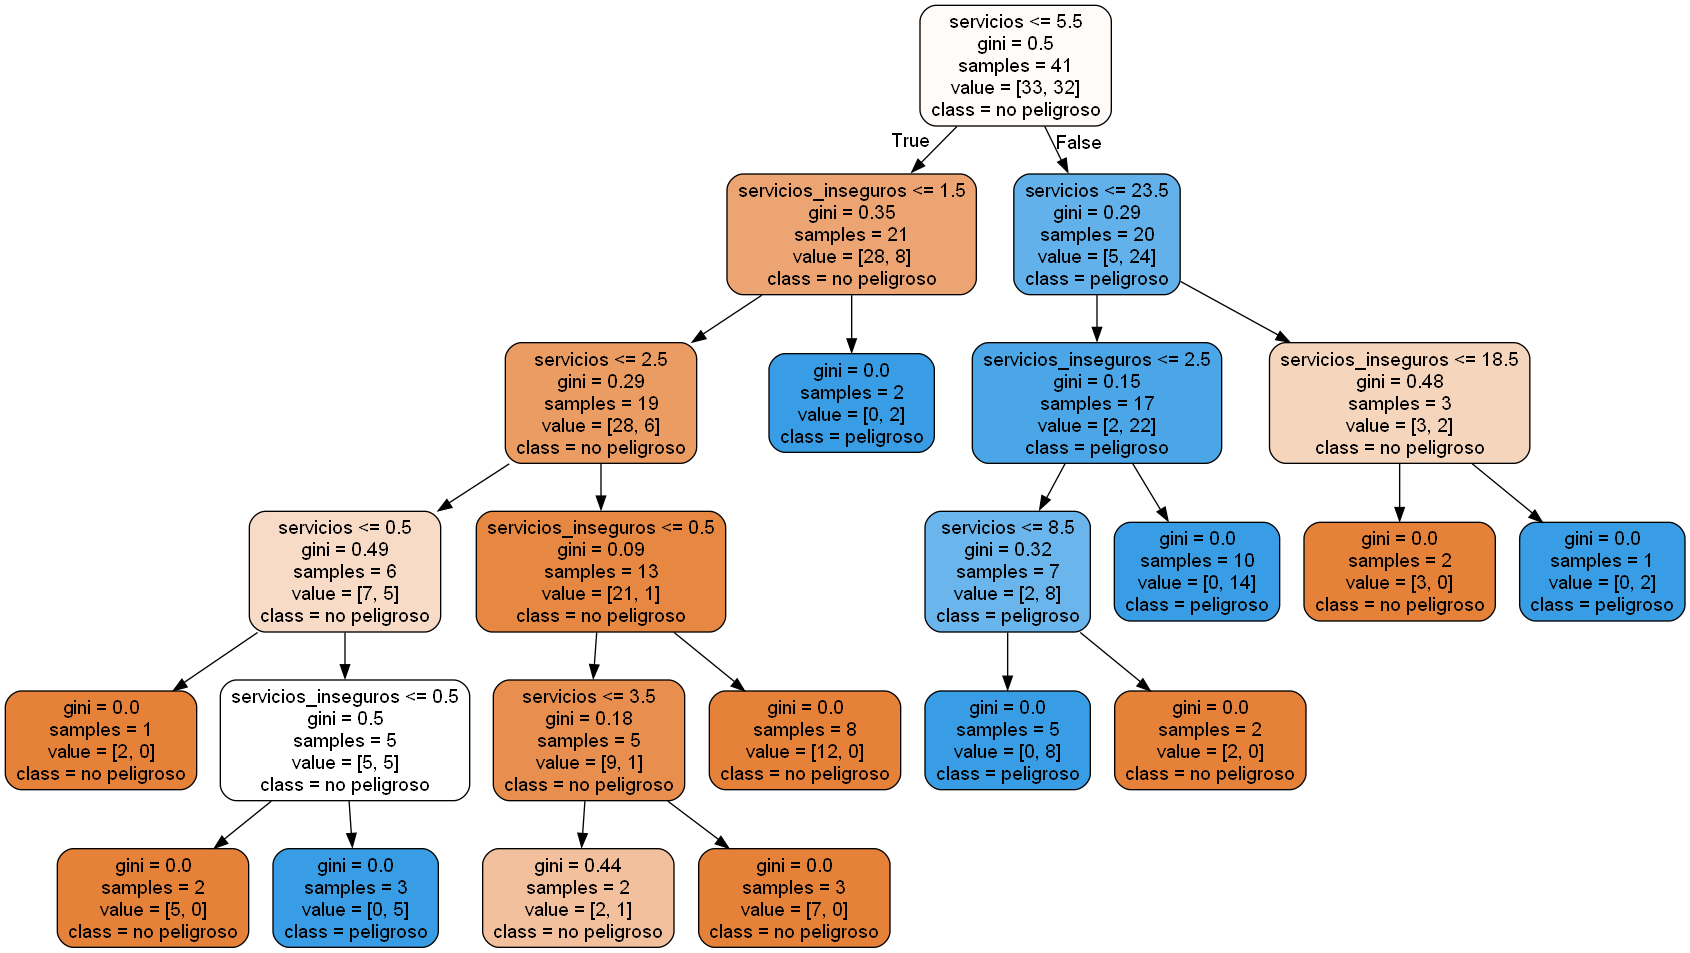 servicios <= 5.5
gini = 0.5
samples = 41
value = [33, 32]
class = no peligroso
True
False
servicios_inseguros <= 1.5
gini = 0.35
samples = 21
value = [28, 8]
class = no peligroso
servicios <= 23.5
gini = 0.29
samples = 20
value = [5, 24]
class = peligroso
servicios <= 2.5
gini = 0.29
samples = 19
value = [28, 6]
class = no peligroso
gini = 0.0
samples = 2
value = [0, 2]
class = peligroso
servicios_inseguros <= 2.5
gini = 0.15
samples = 17
value = [2, 22]
class = peligroso
servicios_inseguros <= 18.5
gini = 0.48
samples = 3
value = [3, 2]
class = no peligroso
servicios <= 0.5
gini = 0.49
samples = 6
value = [7, 5]
class = no peligroso
servicios_inseguros <= 0.5
gini = 0.09
samples = 13
value = [21, 1]
class = no peligroso
servicios <= 8.5
gini = 0.32
samples = 7
value = [2, 8]
class = peligroso
gini = 0.0
samples = 10
value = [0, 14]
class = peligroso
gini = 0.0
samples = 2
value = [3, 0]
class = no peligroso
gini = 0.0
samples = 1
value = [0, 2]
class = peligroso
gini = 0.0
samples = 1
value = [2, 0]
class = no peligroso
servicios_inseguros <= 0.5
gini = 0.5
samples = 5
value = [5, 5]
class = no peligroso
servicios <= 3.5
gini = 0.18
samples = 5
value = [9, 1]
class = no peligroso
gini = 0.0
samples = 8
value = [12, 0]
class = no peligroso
gini = 0.0
samples = 5
value = [0, 8]
class = peligroso
gini = 0.0
samples = 2
value = [2, 0]
class = no peligroso
gini = 0.0
samples = 2
value = [5, 0]
class = no peligroso
gini = 0.0
samples = 3
value = [0, 5]
class = peligroso
gini = 0.44
samples = 2
value = [2, 1]
class = no peligroso
gini = 0.0
samples = 3
value = [7, 0]
class = no peligroso